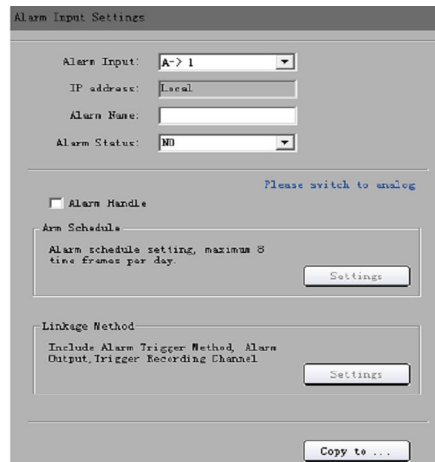 Alarm Input Settings
Alarm Input: A-> 1
IP address: Local
Alarm Name:
Alarm Status: NO
Please switch to analog
Alarm Handle
Arm Schedule
Alarm schedule setting, maximum 8
time frames per day.
Settings
Linkage Method
Include Alarm Trigger Method, Alarm
Output,Trigger Recording Channel
Settings
Copy to ...